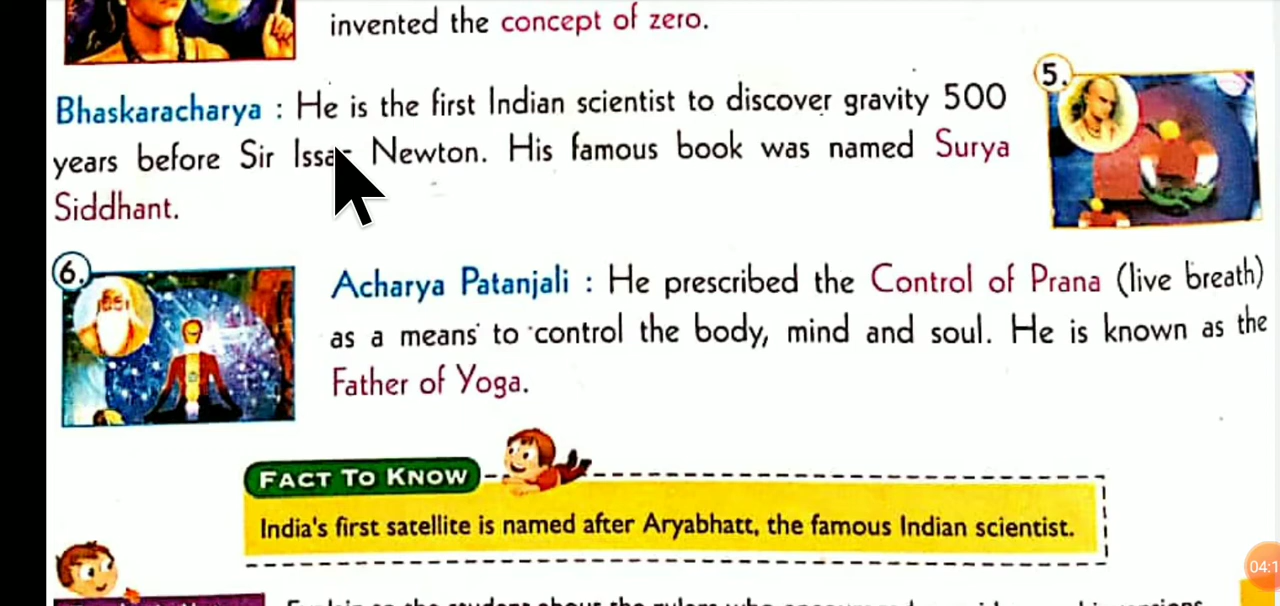 invented the concept of zero.
5.
Bhaskaracharya : He is the first Indian scientist to discover gravity 500
years before Sir Newton. His famous book was named Surya
Siddhant.
6.
Acharya Patanjali : He prescribed the Control of Prana (live breath)
as a means to control the body, mind and soul. He is known as the
Father of Yoga.
FACT TO KNOW
India's first satellite is named after Aryabhatt, the famous Indian scientist.